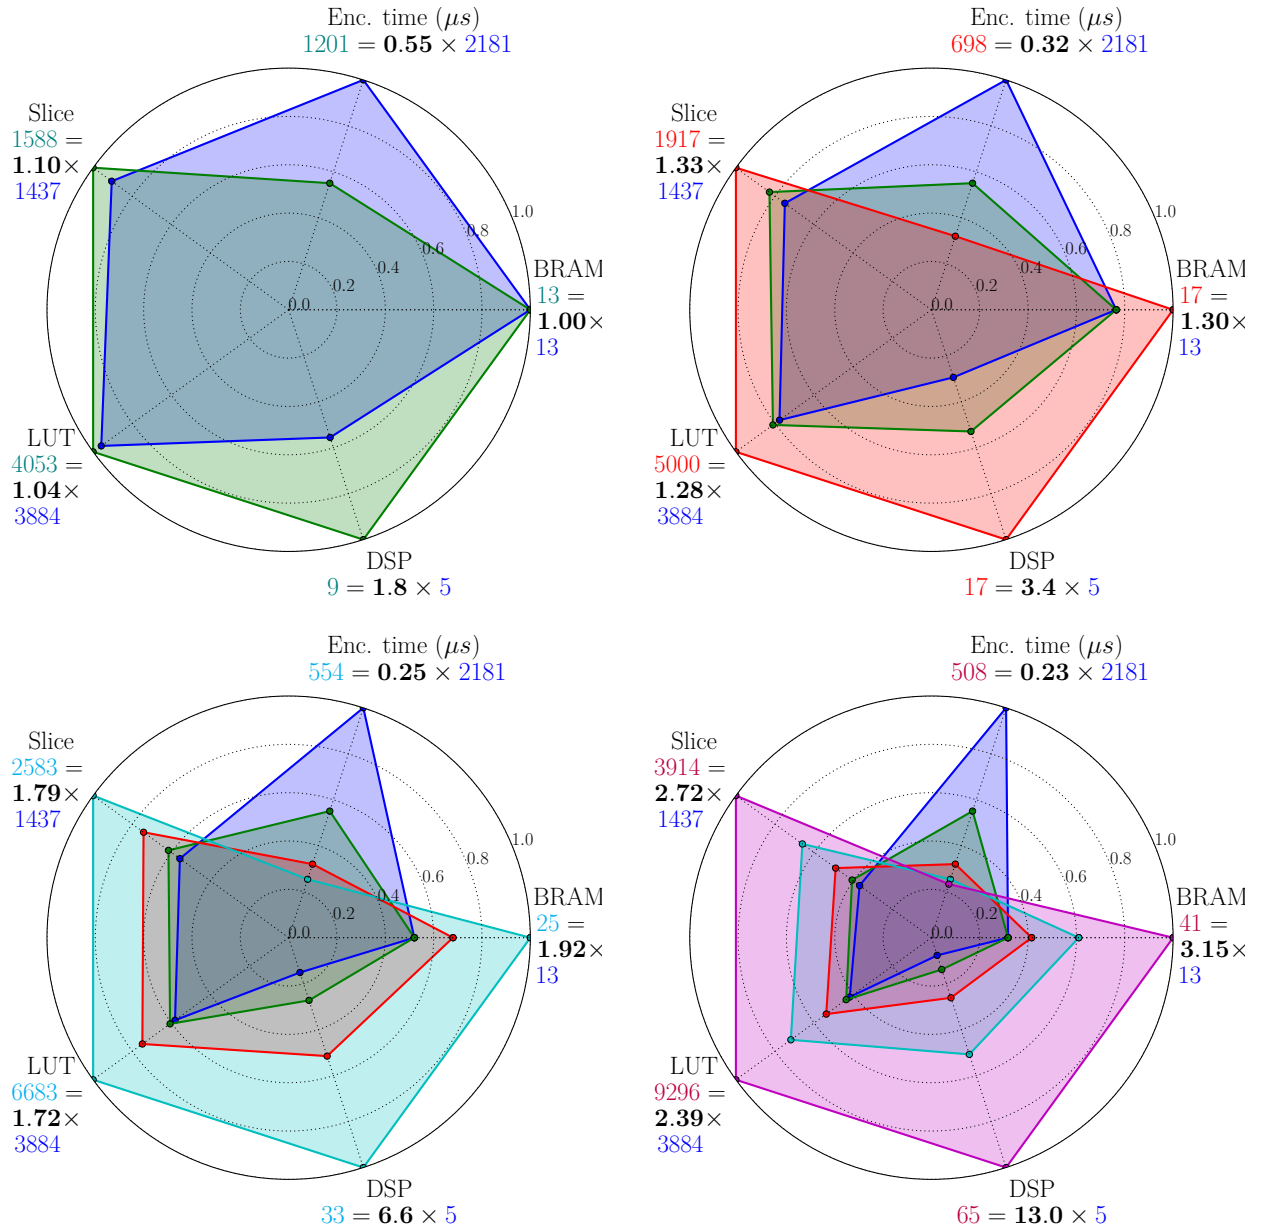 Enc. time (μs)
1201 = 0.55 × 2181
Slice
1588 =
1.10×
1437
1.0
0.8
0.6
0.4
0.2
0.0
BRAM
13 =
1.00×
13
LUT
4053 =
1.04×
3884
DSP
9 = 1.8 × 5
Enc. time (μs)
698 = 0.32 × 2181
Slice
1917 =
1.33×
1437
1.0
0.8
0.6
0.4
0.2
0.0
BRAM
17 =
1.30×
13
LUT
5000 =
1.28×
3884
DSP
17 = 3.4 × 5
Enc. time (μs)
554 = 0.25 × 2181
Slice
2583 =
1.79×
1437
1.0
0.8
0.6
0.4
0.2
0.0
BRAM
25 =
1.92×
13
LUT
6683 =
1.72×
3884
DSP
33 = 6.6 × 5
Enc. time (μs)
508 = 0.23 × 2181
Slice
3914 =
2.72×
1437
1.0
0.8
0.6
0.4
0.2
0.0
BRAM
41 =
3.15×
13
LUT
9296 =
2.39×
3884
DSP
65 = 13.0 × 5